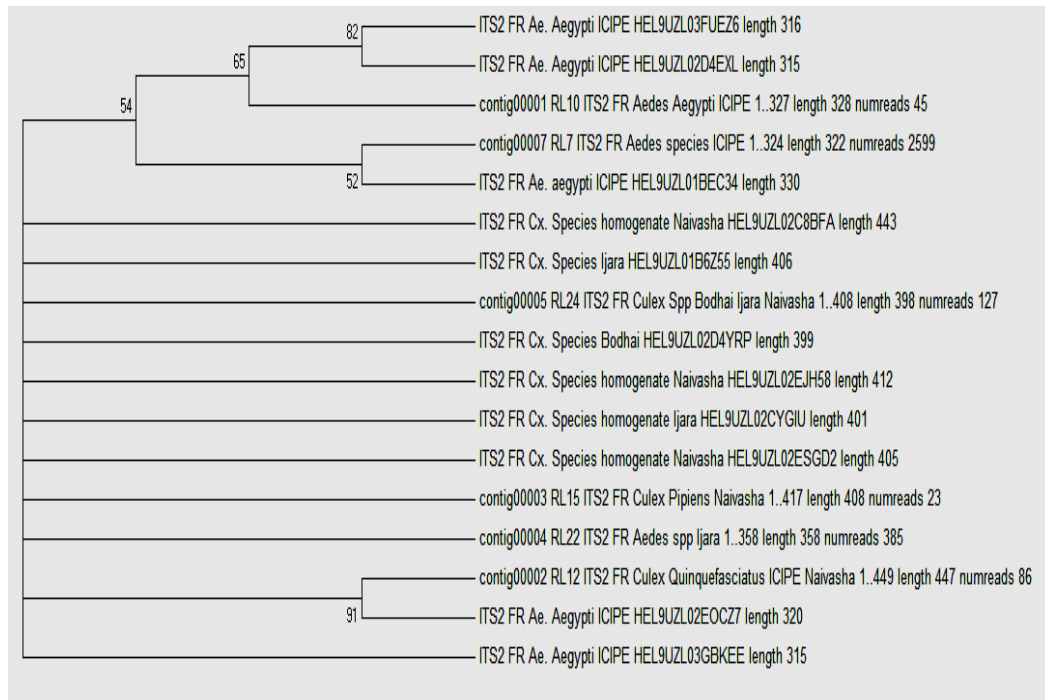 82
ITS2 FR Ae. Aegypti ICIPE HEL9UZL03FUEZ6 length 316
65
ITS2 FR Ae. Aegypti ICIPE HEL9UZL02D4EXL length 315
54
contig00001 RL10 ITS2 FR Aedes Aegypti ICIPE 1..327 length 328 numreads 45
contig00007 RL7 ITS2 FR Aedes species ICIPE 1..324 length 322 numreads 2599
52
ITS2 FR Ae. aegypti ICIPE HEL9UZL01BEC34 length 330
ITS2 FR Cx. Species homogenate Naivasha HEL9UZL02C8BFA length 443
ITS2 FR Cx. Species Ijara HEL9UZL01B6Z55 length 406
contig00005 RL24 ITS2 FR Culex Spp Bodhai Ijara Naivasha 1..408 length 398 numreads 127
ITS2 FR Cx. Species Bodhai HEL9UZL02D4YRP length 399
ITS2 FR Cx. Species homogenate Naivasha HEL9UZL02EJH58 length 412
ITS2 FR Cx. Species homogenate Ijara HEL9UZL02CYGIU length 401
ITS2 FR Cx. Species homogenate Naivasha HEL9UZL02ESGD2 length 405
contig00003 RL15 ITS2 FR Culex Pipiens Naivasha 1..417 length 408 numreads 23
contig00004 RL22 ITS2 FR Aedes spp Ijara 1..358 length 358 numreads 385
contig00002 RL12 ITS2 FR Culex Quinquefasciatus ICIPE Naivasha 1..449 length 447 numreads 86
91
ITS2 FR Ae. Aegypti ICIPE HEL9UZL02EOCZ7 length 320
ITS2 FR Ae. Aegypti ICIPE HEL9UZL03GBKEE length 315